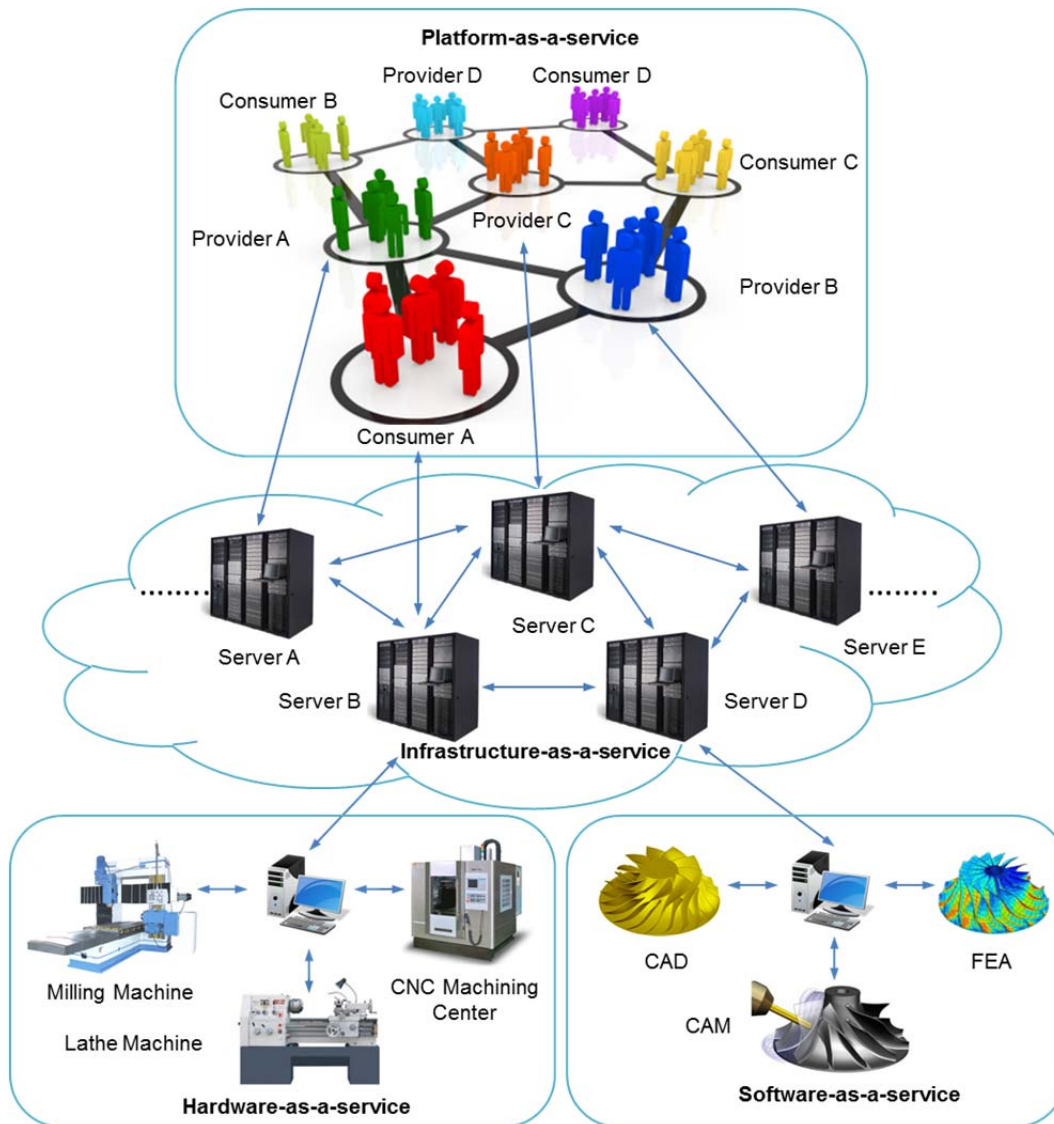 Platform-as-a-service
Provider D
Consumer D
Consumer B
Consumer C
Provider A
Provider C
Provider B
Consumer A
Server A
Server B
Server C
Server D
Server E
Infrastructure-as-a-service
Milling Machine
Lathe Machine
CNC Machining
Center
Hardware-as-a-service
CAD
FEA
CAM
Software-as-a-service